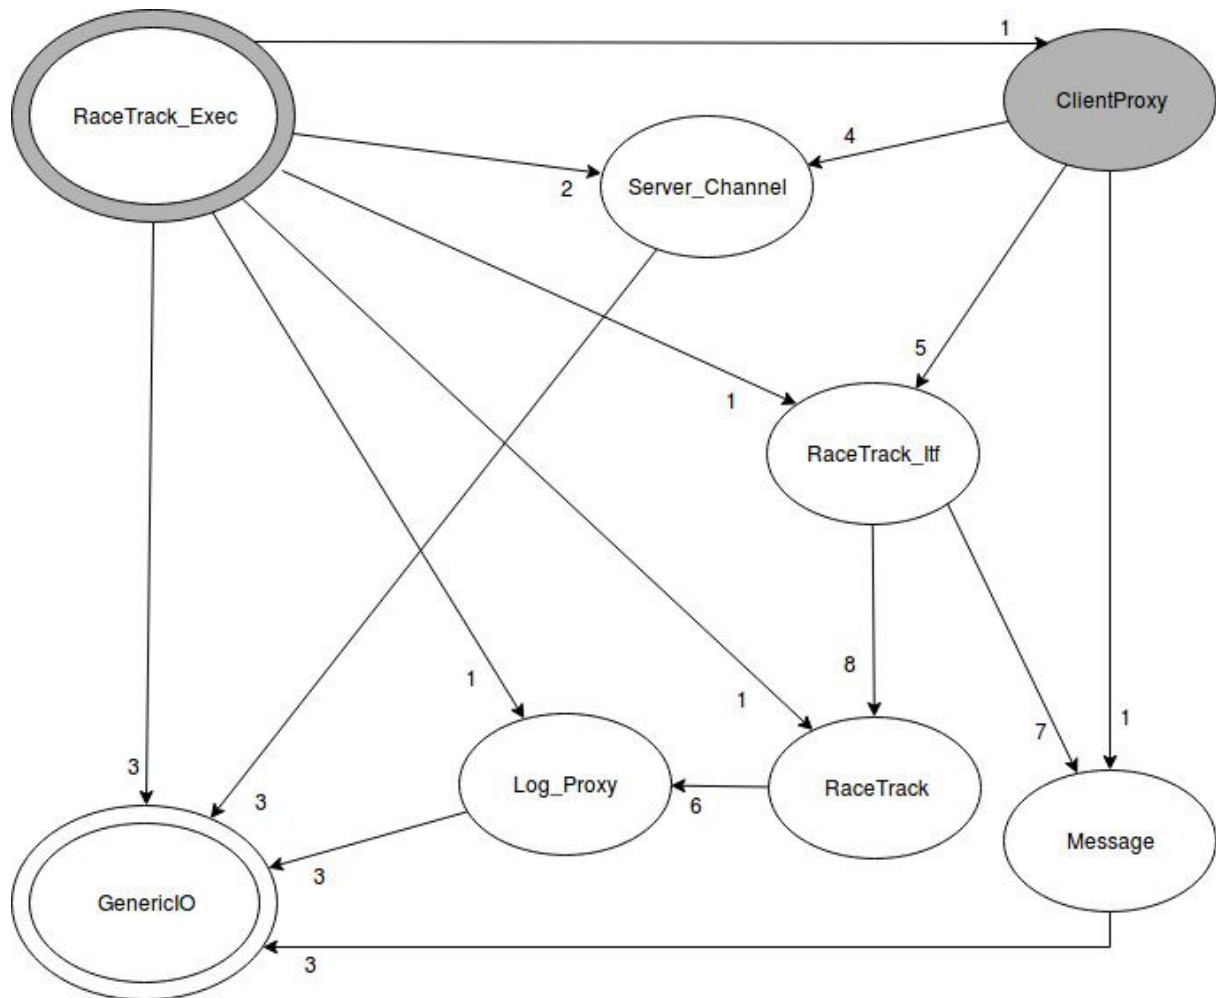 1
RaceTrack_Exec
ClientProxy
4
Server_Channel
2
5
1
RaceTrack_Itf
8
1
1
7
1
3
3
Log_Proxy
6
RaceTrack
Message
3
GenericIO
3